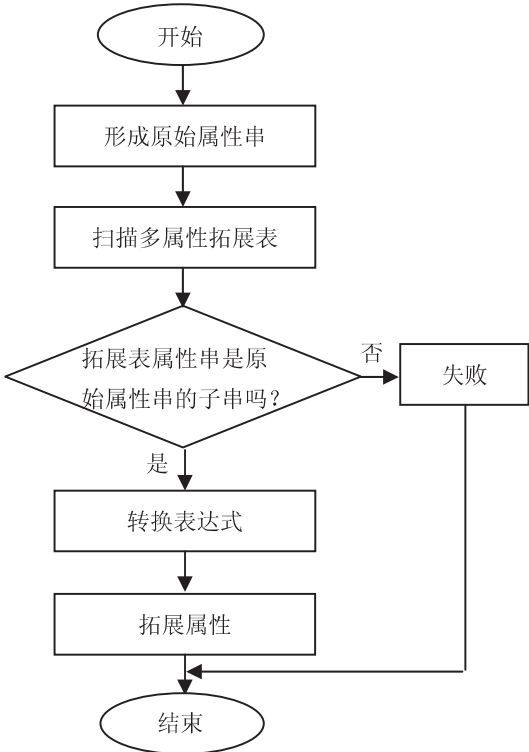 开始
形成原始属性串
扫描多属性拓展表
拓展表属性串是原
始属性串的子串吗?
否
失败
是
转换表达式
拓展属性
结束